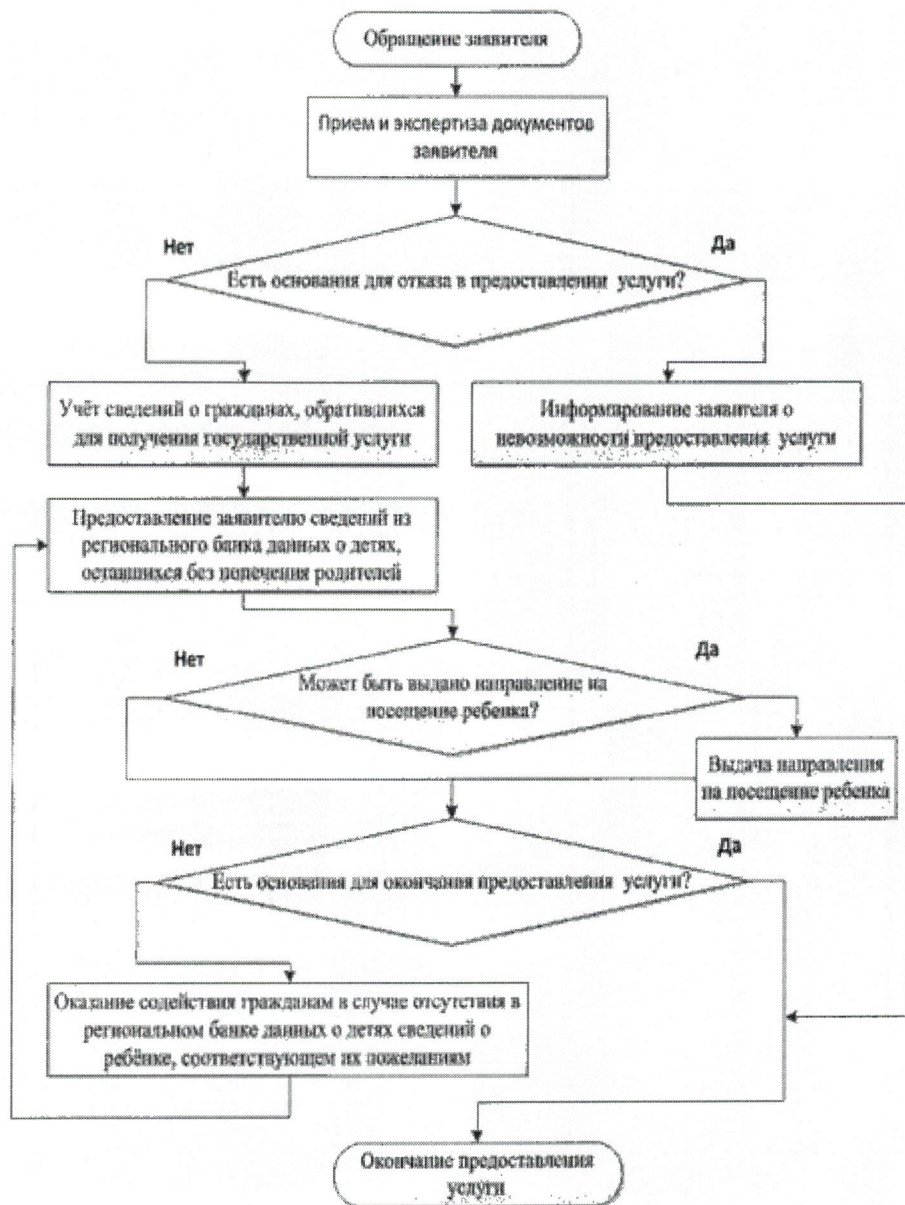 Обращение заявителя
Прием и экспертиза документов
заявителя
Нет
Да
Есть основания для отказа в предоставлении услуги?
Учёт сведений о гражданах, обратившихся
для получения государственной услуги
Информирование заявителя о
невозможности предоставления услуги
Предоставление заявителю сведений из
регионального банка данных о детях,
оставшихся без попечения родителей
Нет
Да
Может быть выдано направление на
посещение ребенка?
Выдача направления
на посещение ребенка
Нет
Да
Есть основания для окончания предоставления услуги?
Оказание содействия гражданам в случае отсутствия в
региональном банке данных о детях сведений о
ребёнке, соответствующем их пожеланиям
Окончание предоставления
услуги